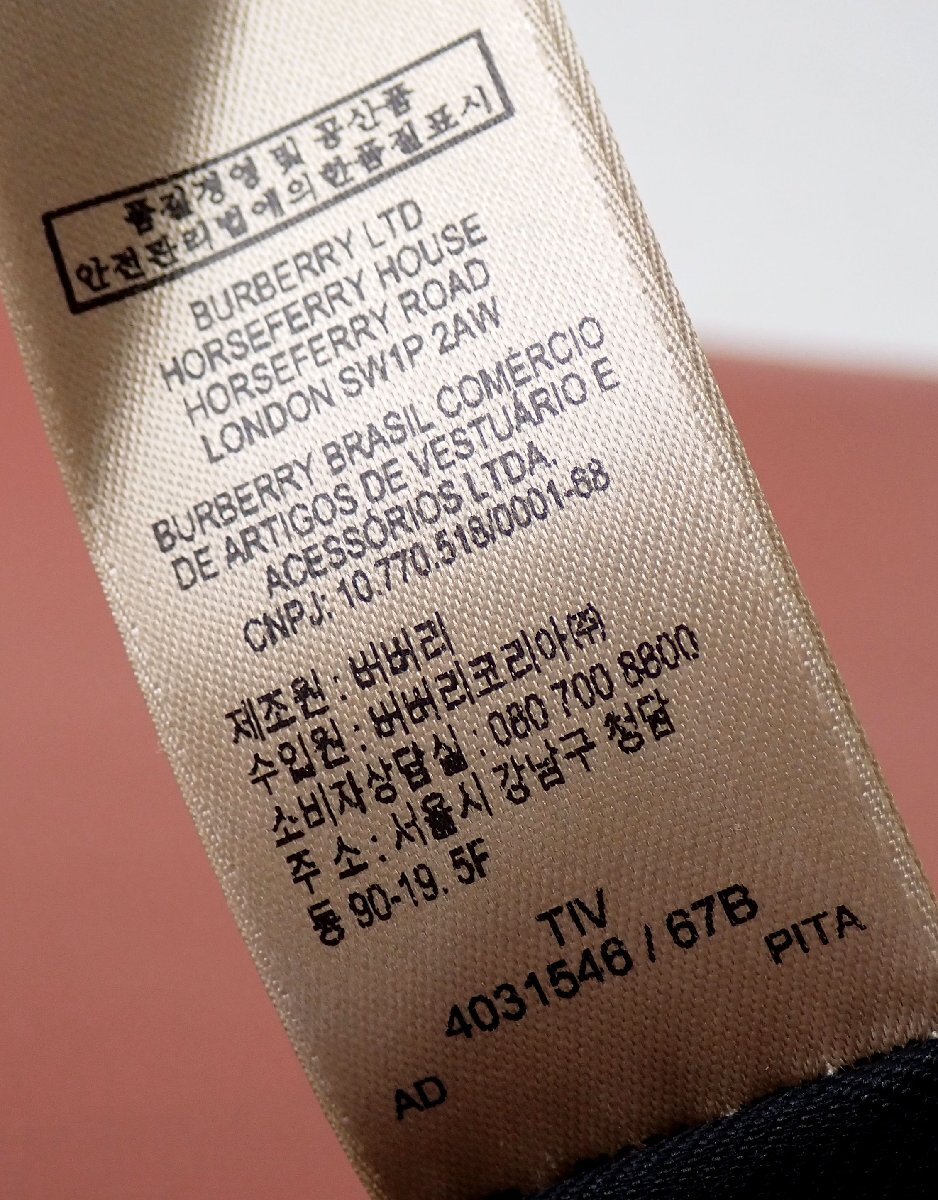 품질경영 및 공산품
안전관리법에의한품질표시
BURBERRY LTD
HORSEFERRY HOUSE
HORSEFERRY ROAD
LONDON SW1P 2AW
BURBERRY BRASIL COMÉRCIO
DE ARTIGOS DE VESTUÁRIO E
ACESSÓRIOS LTDA.
CNPJ: 10.770.518/0001-68
제조원 : 버버리
수입원 : 버버리코리아(주)
소비자상담실 : 080 700 8800
주 소 : 서울시 강남구 청담
동 90-19. 5F
TIV
4031546 / 67B
PITA
AD